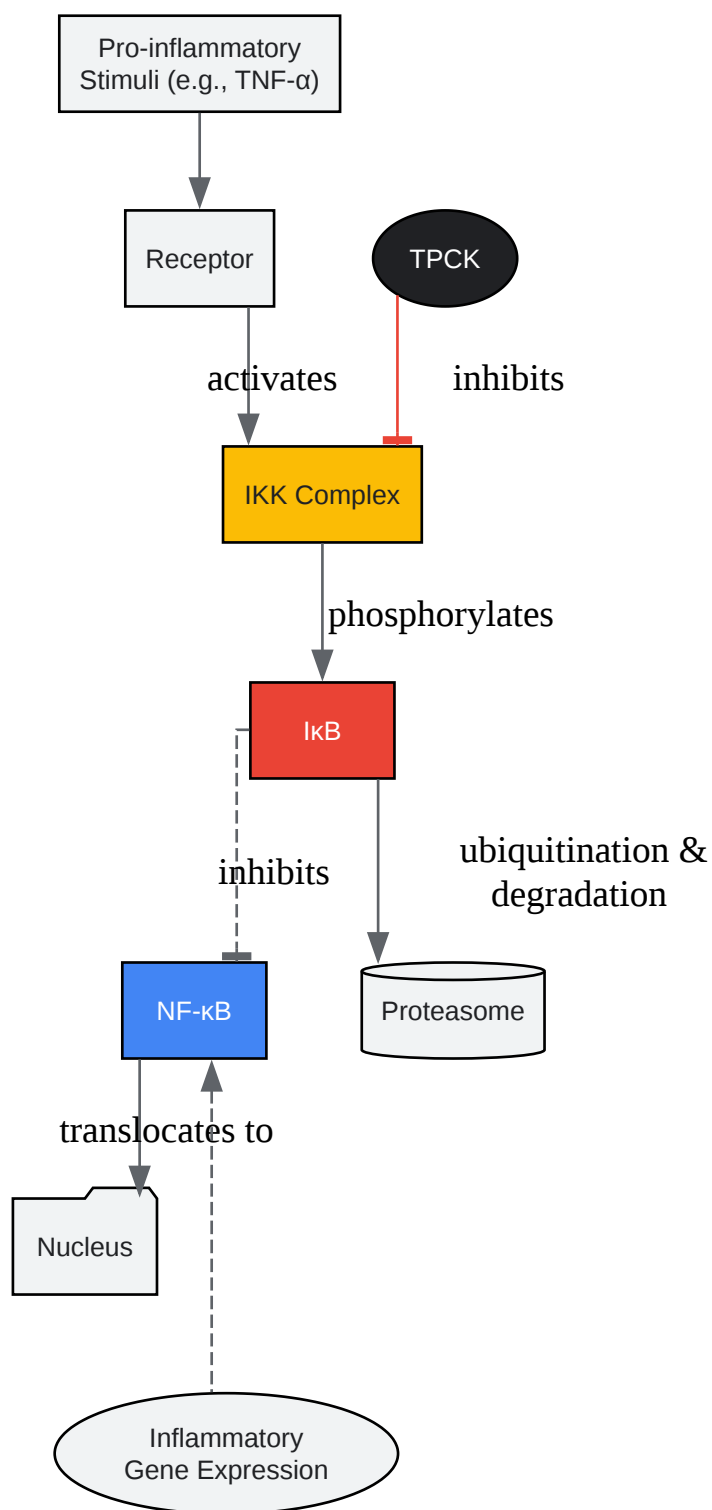 Pro-inflammatory
Stimuli (e.g., TNF-α)
Receptor
TPCK
activates
inhibits
IKK Complex
phosphorylates
IκB
inhibits
ubiquitination &
degradation
NF-κB
Proteasome
translocates to
Nucleus
Inflammatory
Gene Expression